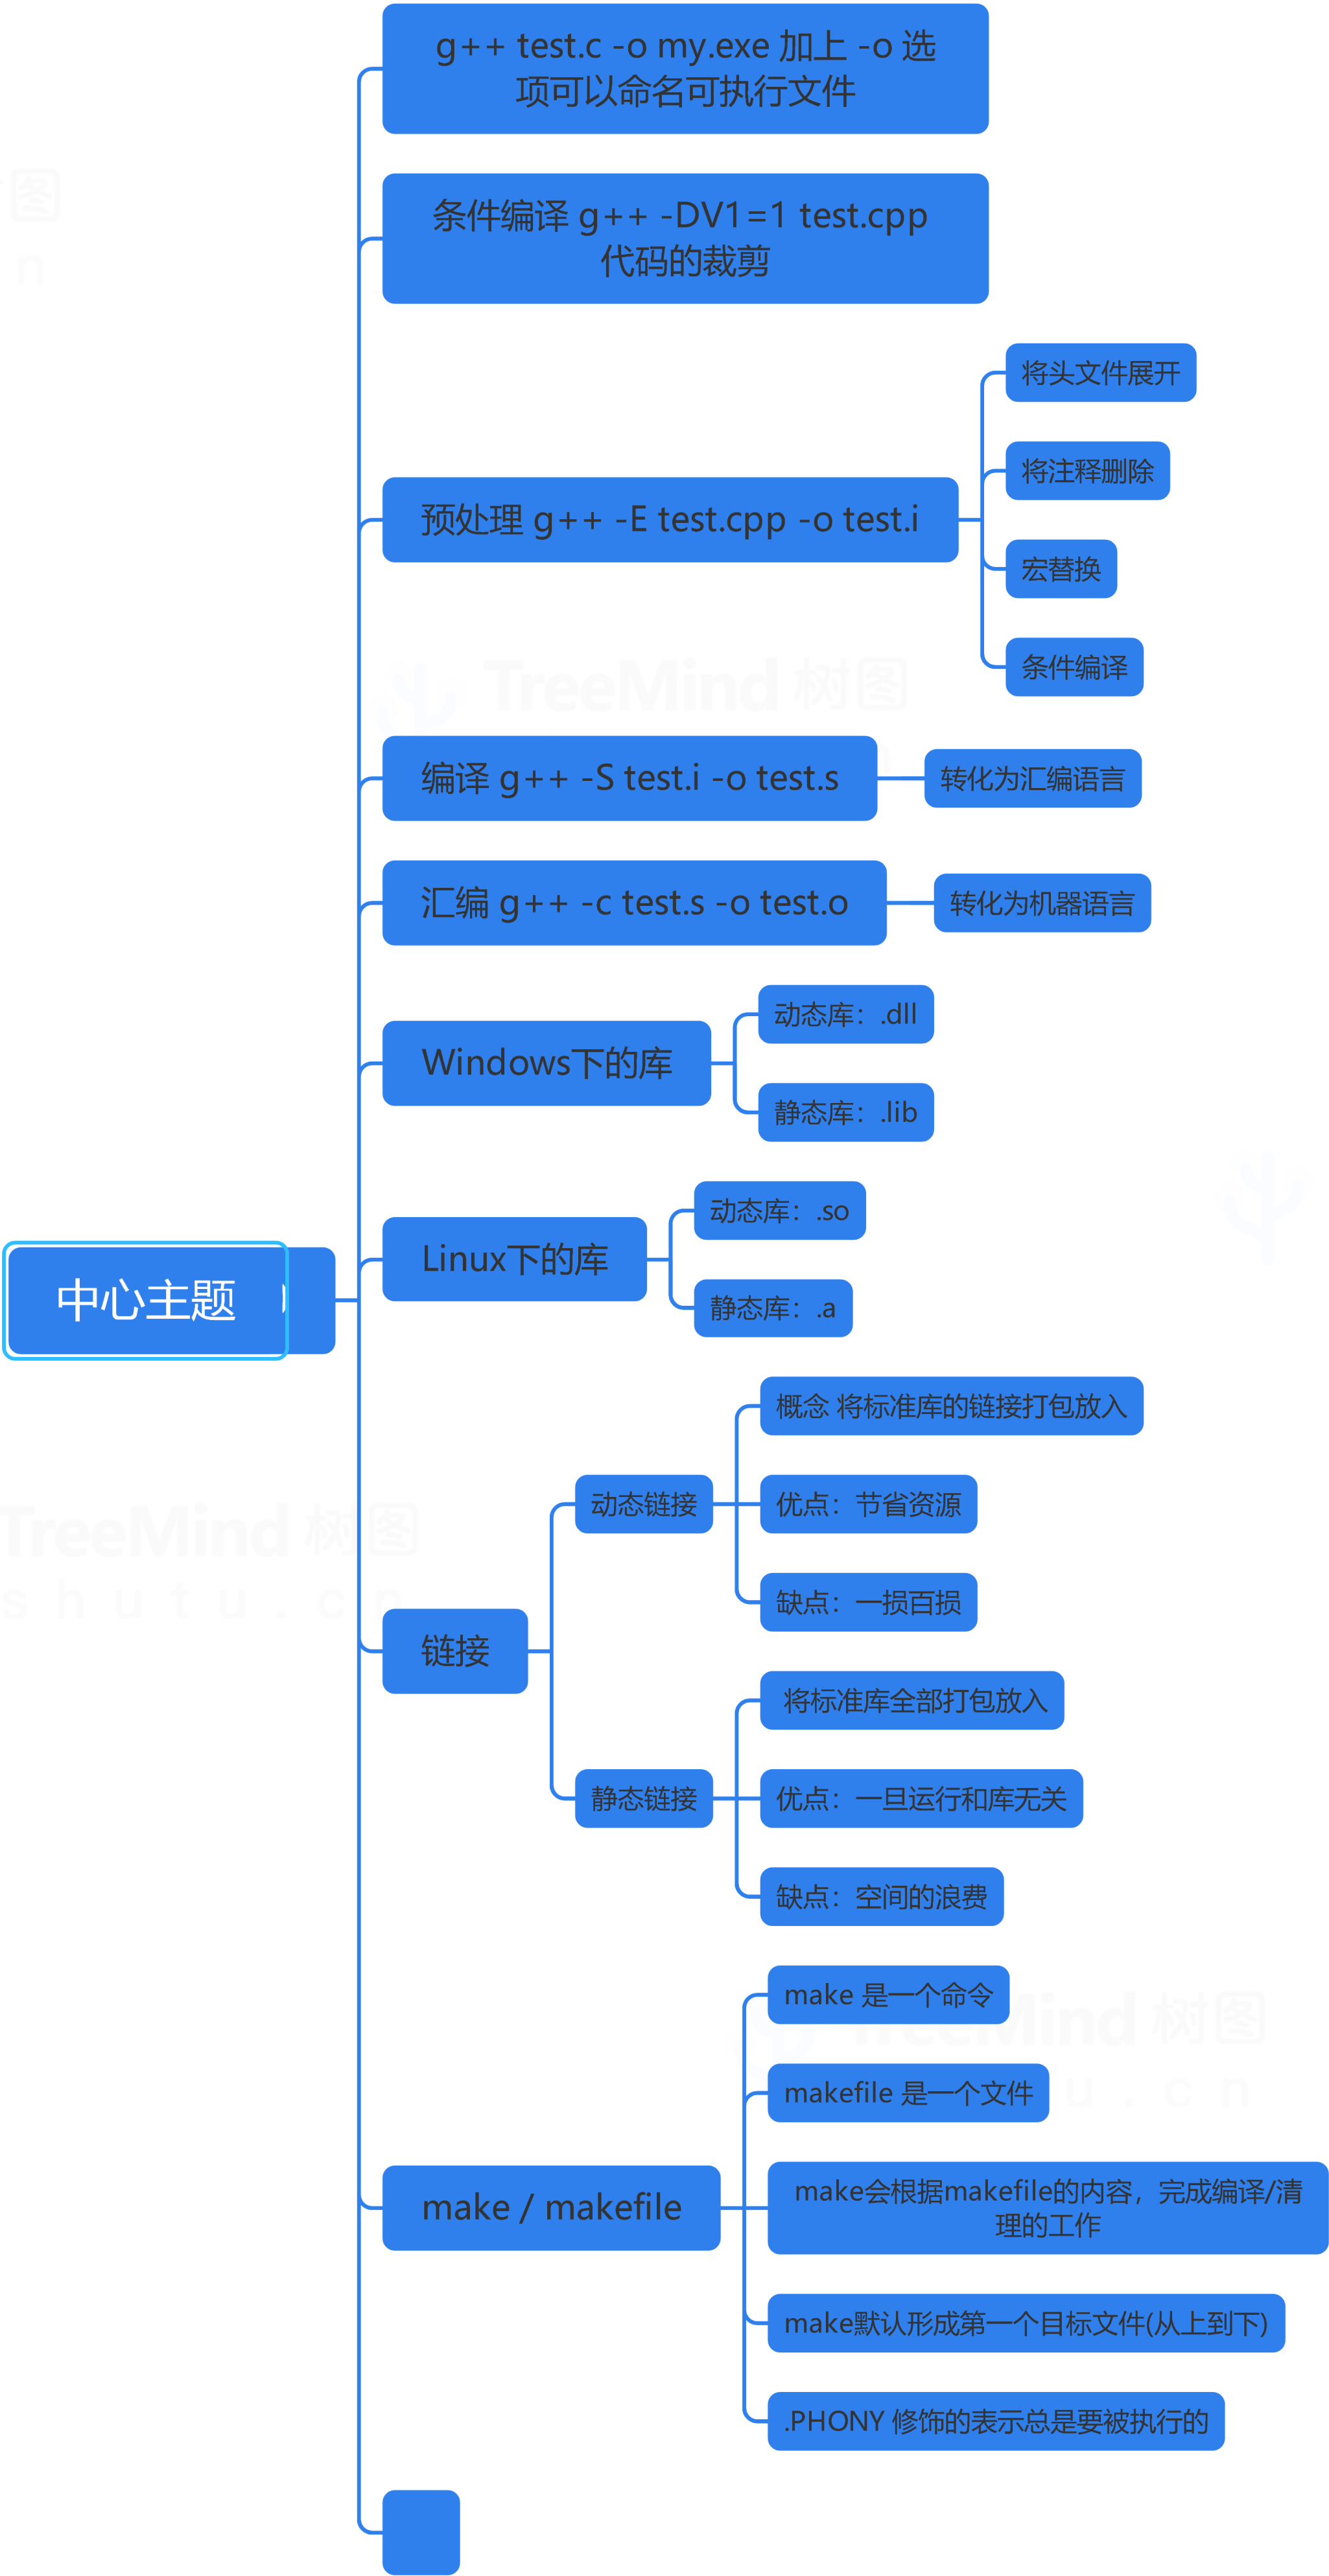 g++ test.c -o my.exe 加上 -o 选
项可以命名可执行文件
条件编译 g++ -DV1=1 test.cpp
代码的裁剪
预处理 g++ -E test.cpp -o test.i
将头文件展开
将注释删除
宏替换
条件编译
编译 g++ -S test.i -o test.s
转化为汇编语言
汇编 g++ -c test.s -o test.o
转化为机器语言
Windows下的库
动态库：.dll
静态库：.lib
Linux下的库
动态库：.so
静态库：.a
中心主题
链接
动态链接
概念 将标准库的链接打包放入
优点：节省资源
缺点：一损百损
静态链接
将标准库全部打包放入
优点：一旦运行和库无关
缺点：空间的浪费
make / makefile
make 是一个命令
makefile 是一个文件
make会根据makefile的内容，完成编译/清
理的工作
make默认形成第一个目标文件(从上到下)
.PHONY 修饰的表示总是要被执行的
图
n
TreeMind 树图
TreeMind 树图
shutu.cn
TreeMind 树图
u.cn